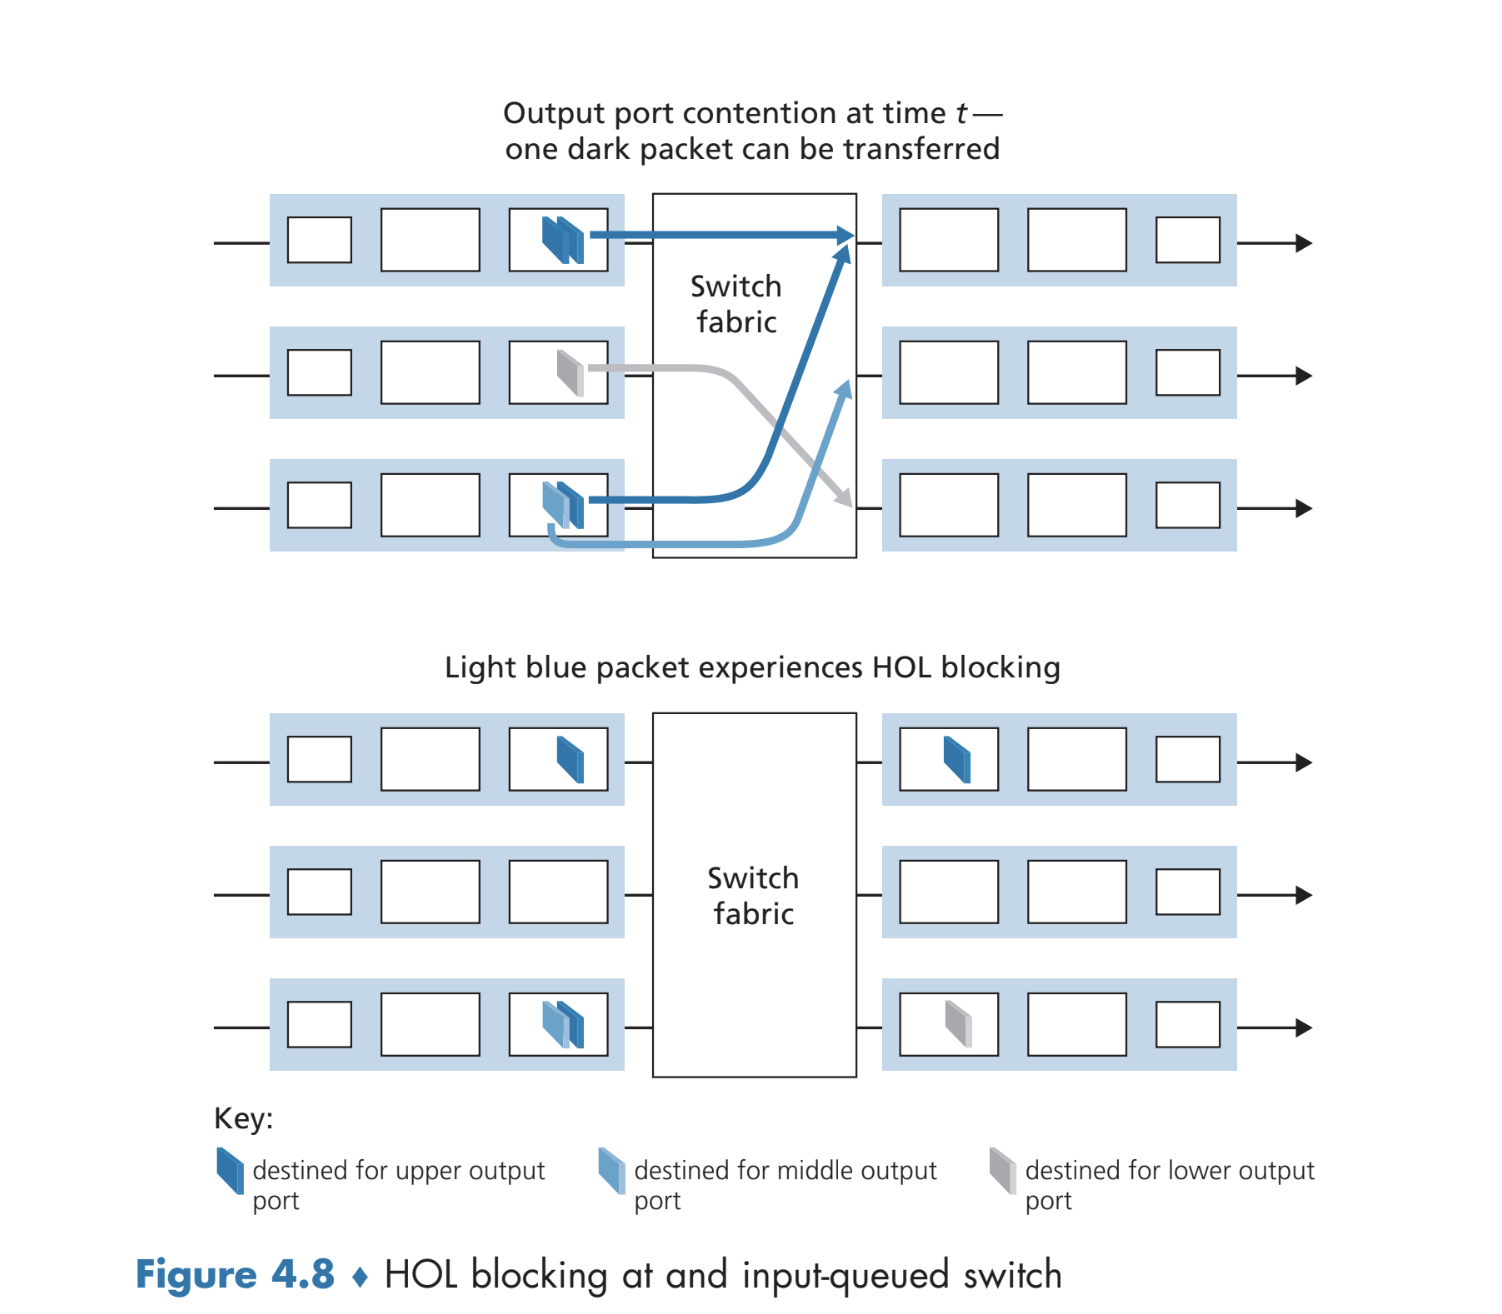 Output port contention at time t —
one dark packet can be transferred
Switch
fabric
Light blue packet experiences HOL blocking
Switch
fabric
Key:
destined for upper output
port
destined for middle output
port
destined for lower output
port
Figure 4.8 ♦ HOL blocking at and input-queued switch